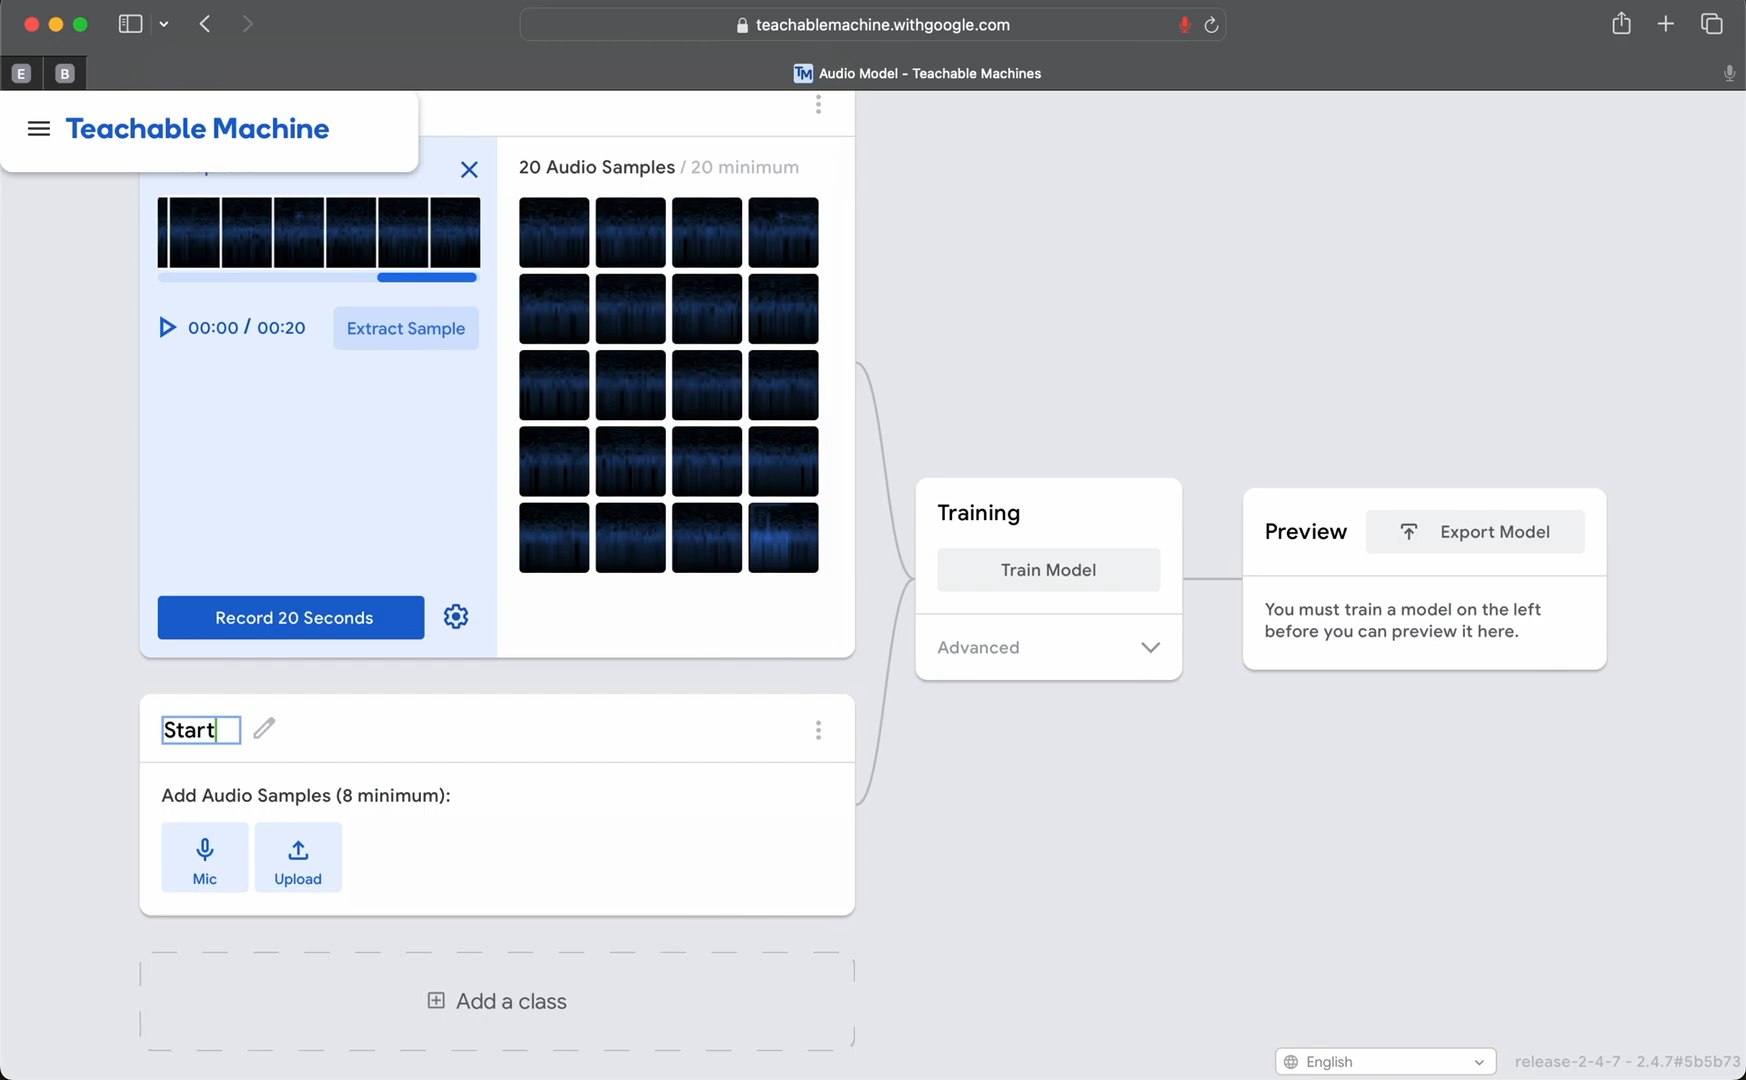 teachablemachine.withgoogle.com
E
B
TM
Audio Model - Teachable Machines
Teachable Machine
20 Audio Samples / 20 minimum
00:00 / 00:20
Extract Sample
Record 20 Seconds
Training
Train Model
Advanced
Preview
Export Model
You must train a model on the left
before you can preview it here.
Start
Add Audio Samples (8 minimum):
Mic
Upload
Add a class
English
release-2-4-7 - 2.4.7#5b5b73